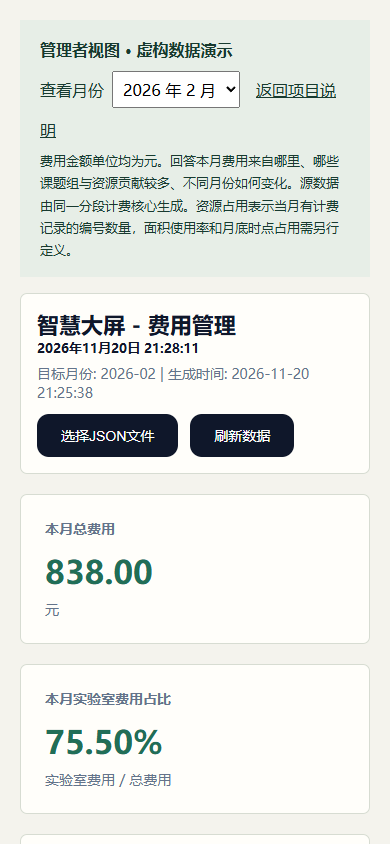 管理者视图 • 虚构数据演示
查看月份 2026 年 2 月 返回项目说
明
费用金额单位均为元。回答本月费用来自哪里、哪些
课题组与资源贡献较多、不同月份如何变化。源数据
由同一分段计费核心生成。资源占用表示当月有计费
记录的编号数量，面积使用率和月底时点占用需另行
定义。
智慧大屏 - 费用管理
2026年11月20日 21:28:11
目标月份: 2026-02 | 生成时间: 2026-11-20
21:25:38
选择JSON文件 刷新数据
本月总费用
838.00
元
本月实验室费用占比
75.50%
实验室费用 / 总费用